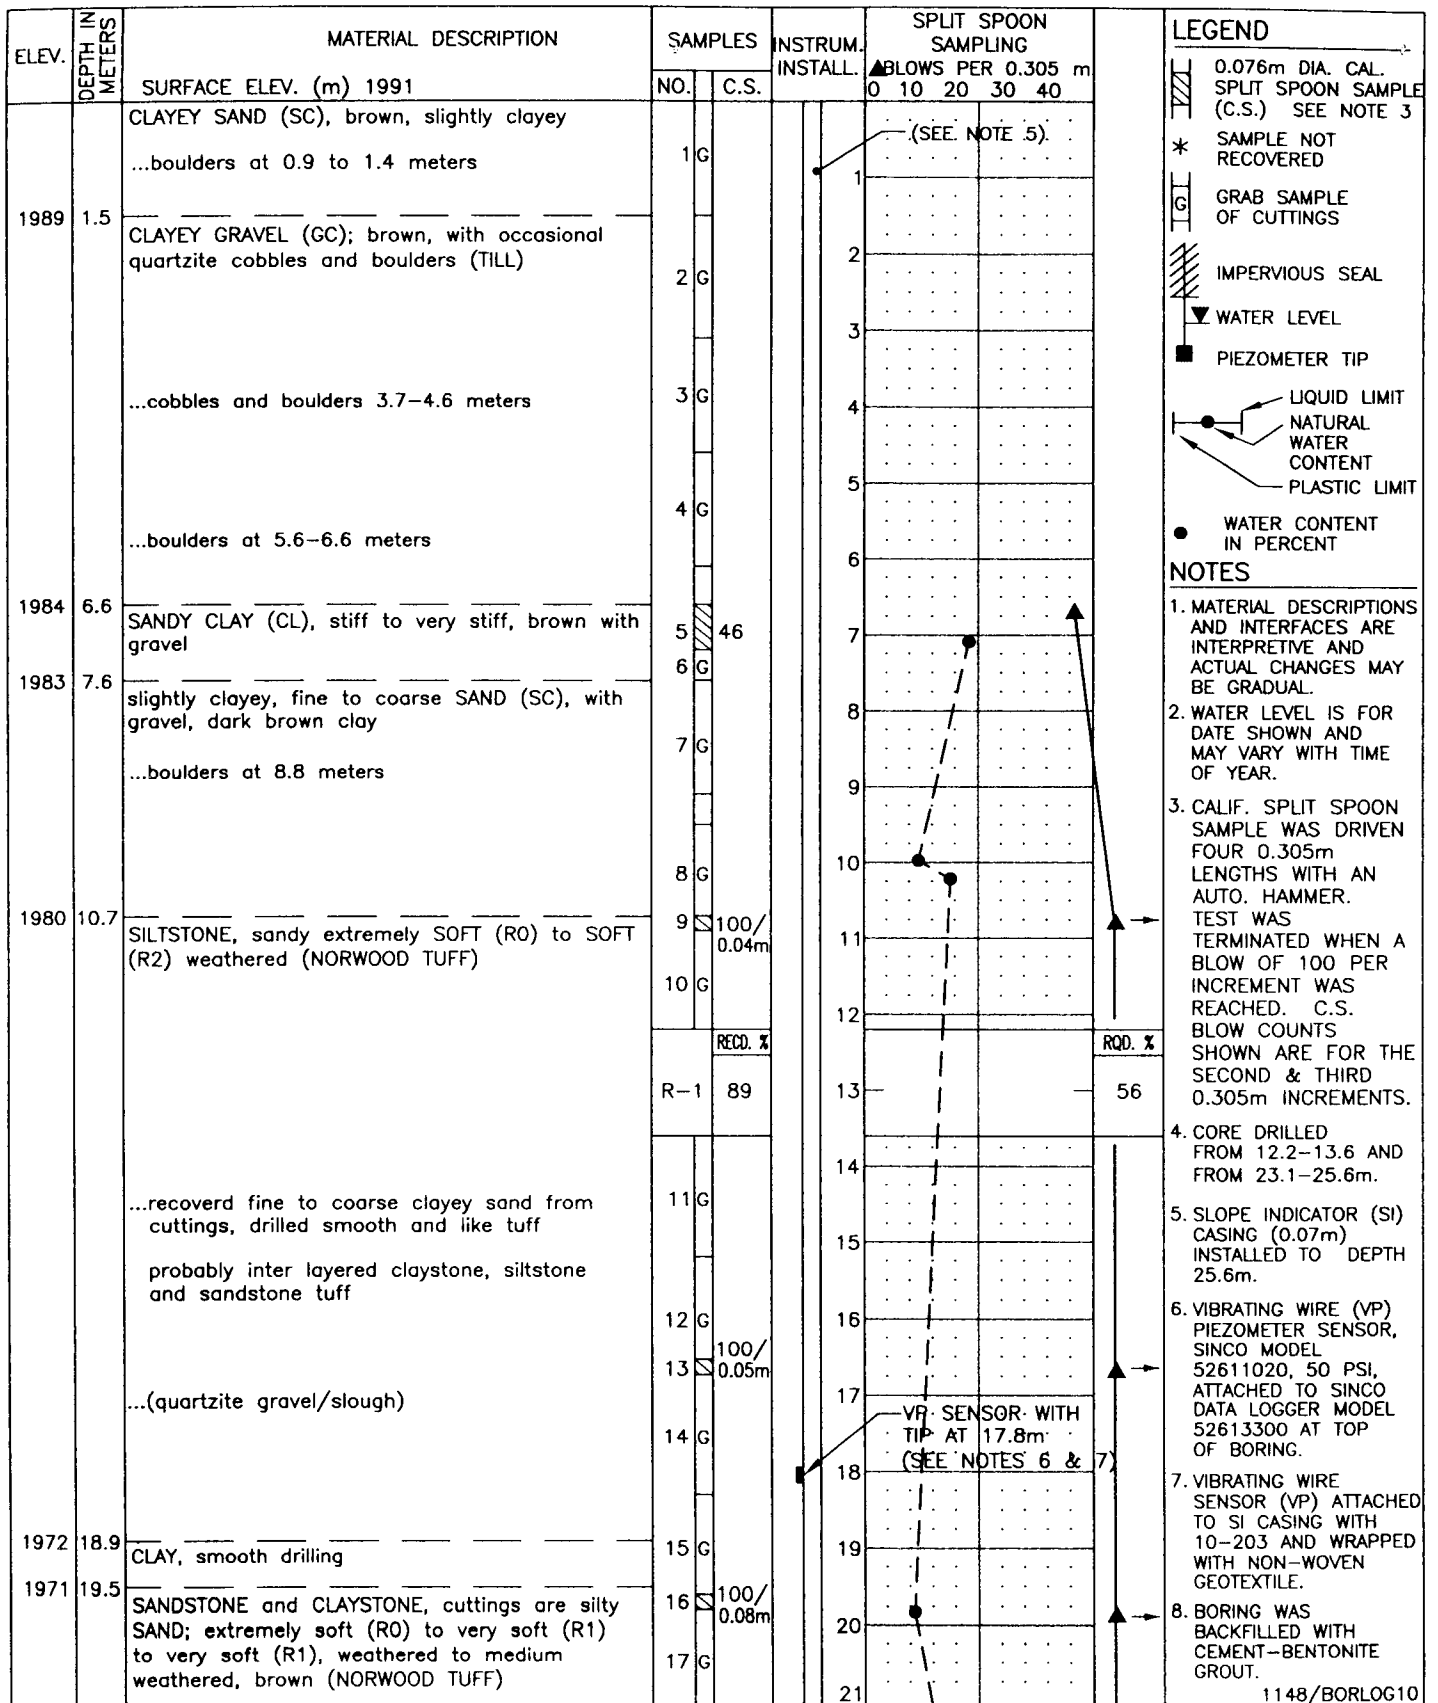 ELEV.
DEPTH IN
METERS
MATERIAL DESCRIPTION
SURFACE ELEV. (m) 1991
SAMPLES
NO.
C.S.
INSTRUM.
INSTALL.
SPLIT SPOON
SAMPLING
▲BLOWS PER 0.305 m
0 10 20 30 40
CLAYEY SAND (SC), brown, slightly clayey
...boulders at 0.9 to 1.4 meters
1 G
(SEE NOTE 5)
1
1989 1.5
CLAYEY GRAVEL (GC); brown, with occasional
quartzite cobbles and boulders (TILL)
2 G
2
3
...cobbles and boulders 3.7-4.6 meters
3 G
4
5
4 G
...boulders at 5.6-6.6 meters
6
1984 6.6
SANDY CLAY (CL), stiff to very stiff, brown with
gravel
5 46
7
6 G
1983 7.6
slightly clayey, fine to coarse SAND (SC), with
gravel, dark brown clay
8
7 G
...boulders at 8.8 meters
9
10
8 G
1980 10.7
SILTSTONE, sandy extremely SOFT (R0) to SOFT
(R2) weathered (NORWOOD TUFF)
9 100/
0.04m
11
10 G
12
RECD. %
RQD. %
R-1 89
13
56
14
...recoverd fine to coarse clayey sand from
cuttings, drilled smooth and like tuff
11 G
15
probably inter layered claystone, siltstone
and sandstone tuff
12 G
16
100/
13 0.05m
17
...(quartzite gravel/slough)
VP SENSOR WITH
TIP AT 17.8m
(SEE NOTES 6 & 7)
14 G
18
1972 18.9
CLAY, smooth drilling
15 G
19
1971 19.5
SANDSTONE and CLAYSTONE, cuttings are silty
SAND; extremely soft (R0) to very soft (R1)
to very soft (R1), weathered to medium
weathered, brown (NORWOOD TUFF)
16 100/
0.08m
20
17 G
21
LEGEND
0.076m DIA. CAL.
SPLIT SPOON SAMPLE
(C.S.) SEE NOTE 3
* SAMPLE NOT
RECOVERED
G GRAB SAMPLE
OF CUTTINGS
IMPERVIOUS SEAL
WATER LEVEL
PIEZOMETER TIP
LIQUID LIMIT
NATURAL
WATER
CONTENT
PLASTIC LIMIT
WATER CONTENT
IN PERCENT
NOTES
1. MATERIAL DESCRIPTIONS
AND INTERFACES ARE
INTERPRETIVE AND
ACTUAL CHANGES MAY
BE GRADUAL.
2. WATER LEVEL IS FOR
DATE SHOWN AND
MAY VARY WITH TIME
OF YEAR.
3. CALIF. SPLIT SPOON
SAMPLE WAS DRIVEN
FOUR 0.305m
LENGTHS WITH AN
AUTO. HAMMER.
TEST WAS
TERMINATED WHEN A
BLOW OF 100 PER
INCREMENT WAS
REACHED. C.S.
BLOW COUNTS
SHOWN ARE FOR THE
SECOND & THIRD
0.305m INCREMENTS.
4. CORE DRILLED
FROM 12.2-13.6 AND
FROM 23.1-25.6m.
5. SLOPE INDICATOR (SI)
CASING (0.07m)
INSTALLED TO DEPTH
25.6m.
6. VIBRATING WIRE (VP)
PIEZOMETER SENSOR,
SINCO MODEL
52611020, 50 PSI,
ATTACHED TO SINCO
DATA LOGGER MODEL
52613300 AT TOP
OF BORING.
7. VIBRATING WIRE
SENSOR (VP) ATTACHED
TO SI CASING WITH
10-203 AND WRAPPED
WITH NON-WOVEN
GEOTEXTILE.
8. BORING WAS
BACKFILLED WITH
CEMENT-BENTONITE
GROUT.
1148/BORLOG10